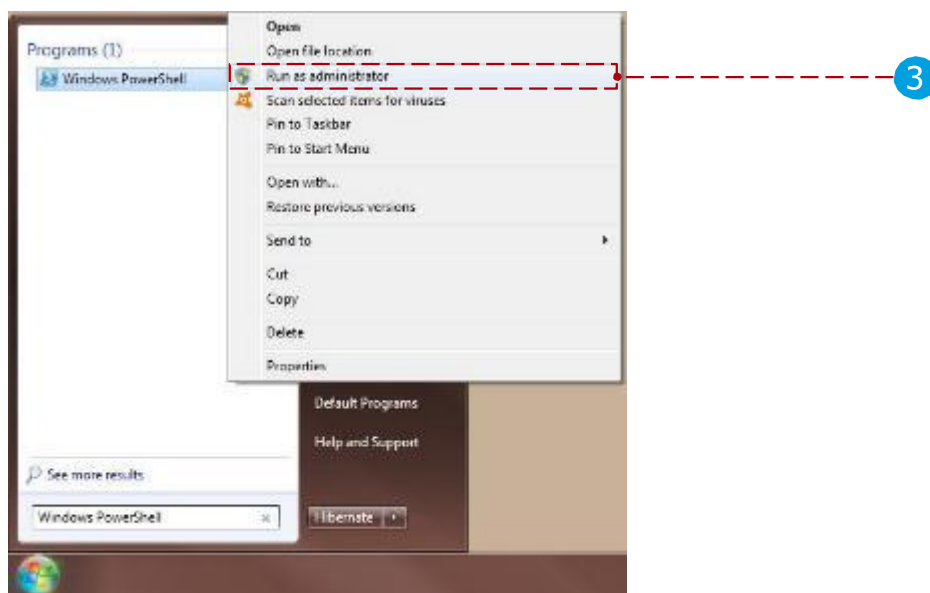 Open
Programs (1)
Open file location
Windows PowerShell
Run as administrator
3
Scan selected items for viruses
Pin to Taskbar
Pin to Start Menu
Open with...
Restore previous versions
Send to
Cut
Copy
Delete
Properties
Default Programs
Help and Support
See more results
Windows PowerShell
Hibernate